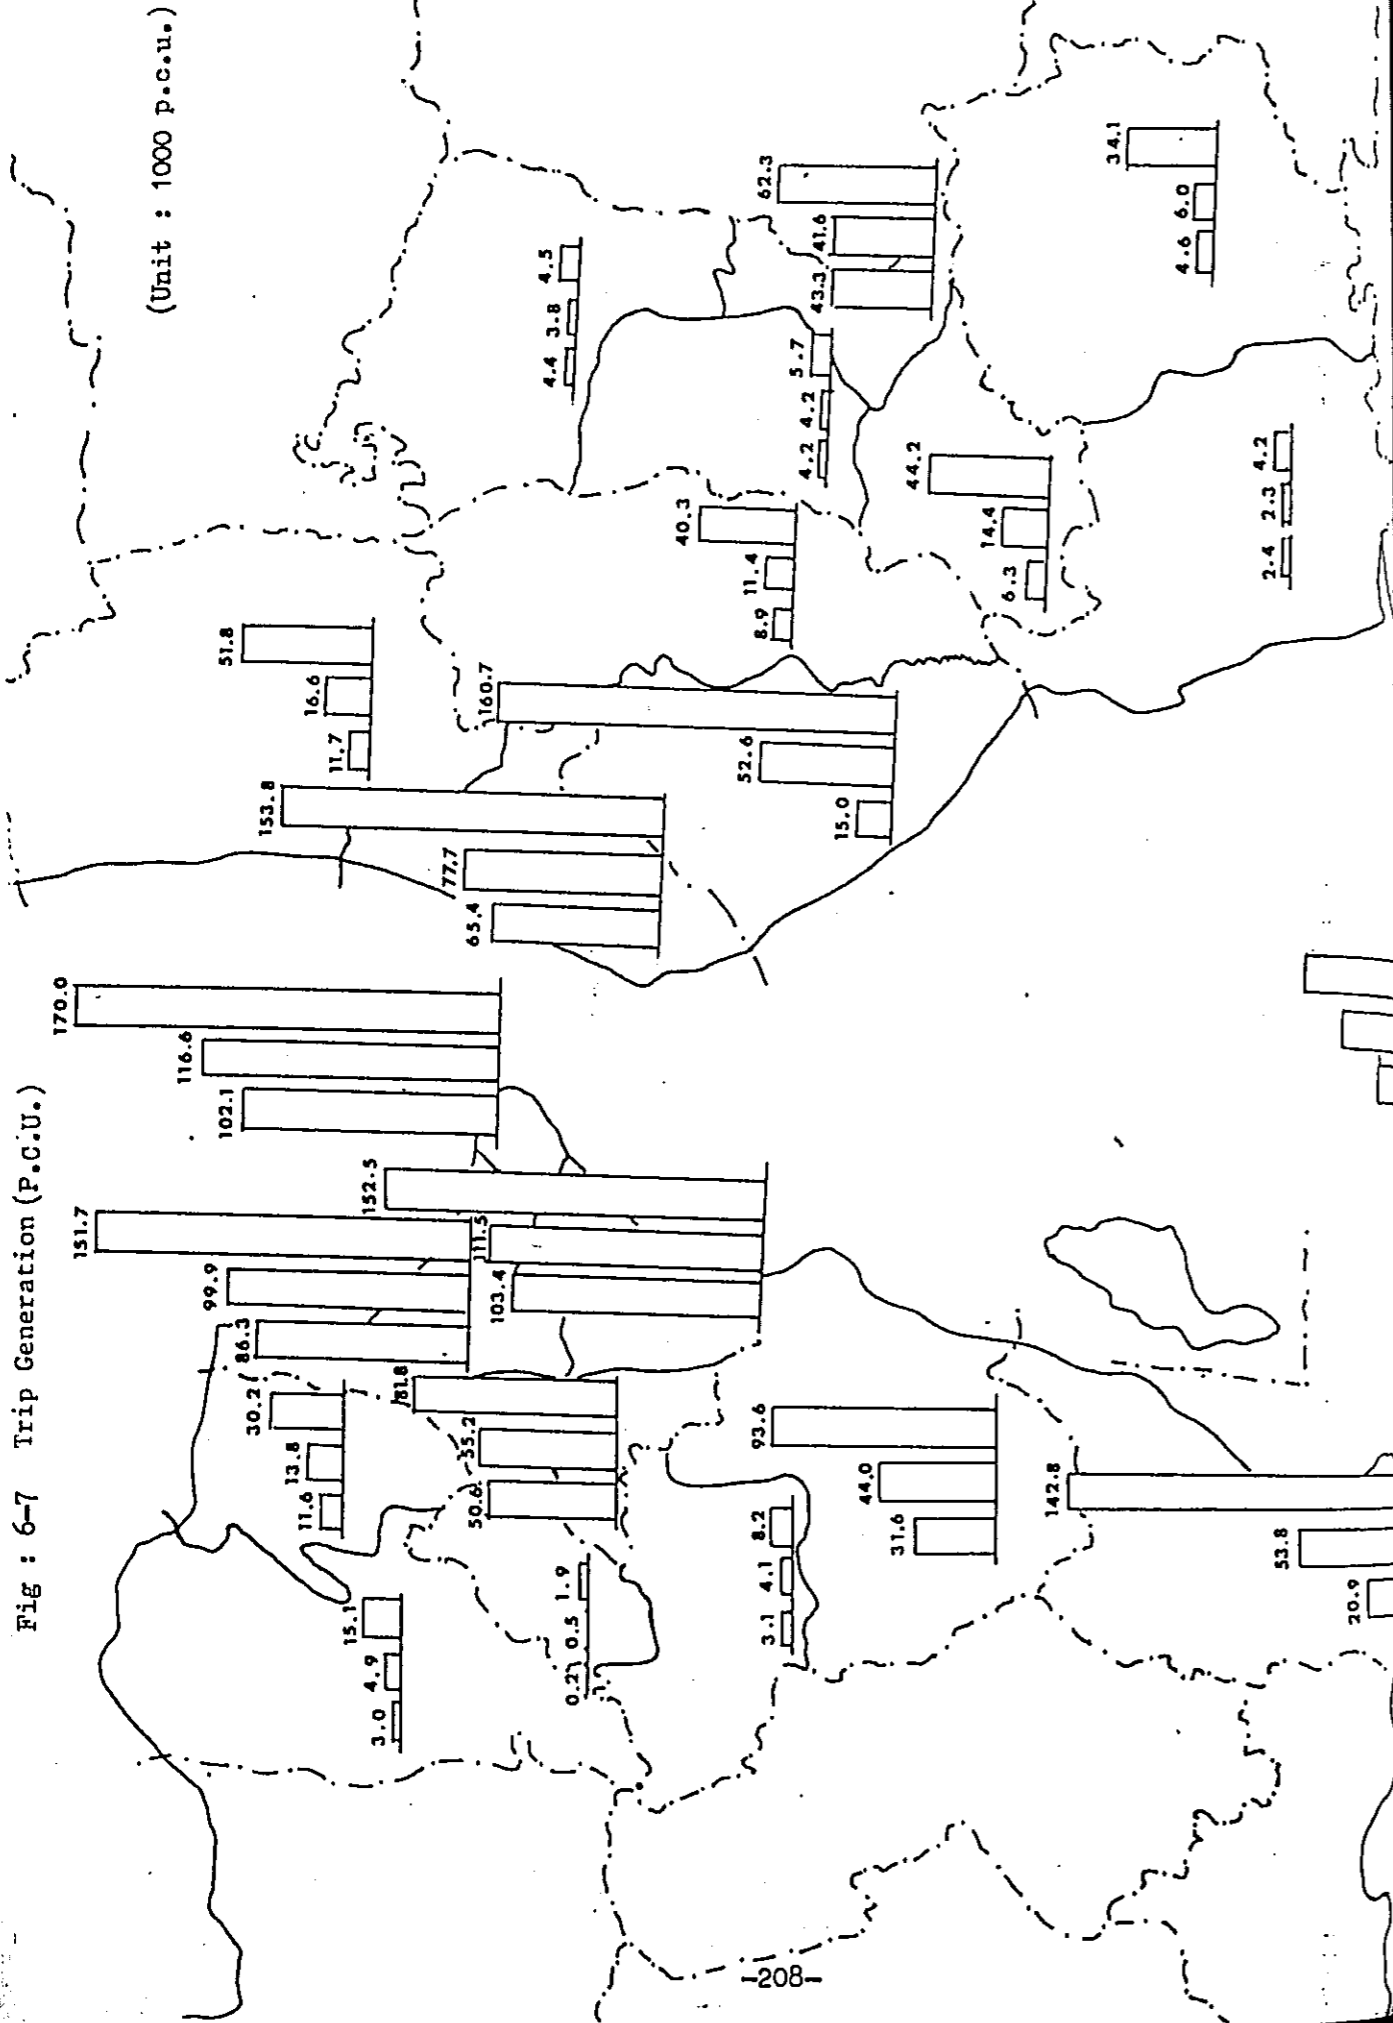 Fig : 6-7 Trip Generation (P.C.U.)
(Unit : 1000 p.c.u.)
3.0 4.9 15.1
11.6 13.8 30.2
86.3 99.9 151.7
102.1 116.6 170.0
11.7 16.6 51.8
0.2 0.5 1.9
50.6 55.2 81.8
103.4 111.5 152.5
65.4 77.7 153.8
4.4 3.8 4.5
3.1 4.1 8.2
15.0 52.6 160.7
8.9 11.4 40.3
4.2 4.2 5.7
43.3 41.6 62.3
31.6 44.0 93.6
6.3 14.4 44.2
4.6 6.0 34.1
20.9 53.8 142.8
2.4 2.3 4.2
-208-